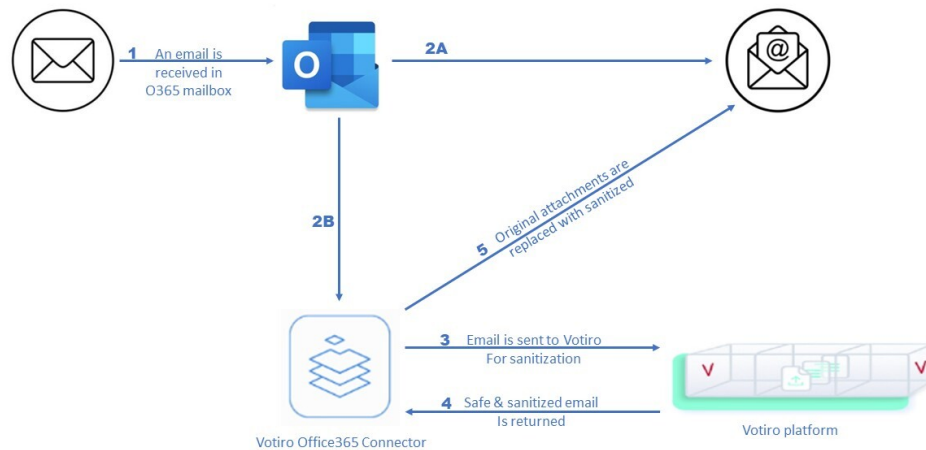 1 An email is
received in
O365 mailbox
O
2A
@
2B
5 Original attachments are
replaced with sanitized
3 Email is sent to Votiro
For sanitization
V
V
4 Safe & sanitized email
Is returned
Votiro Office365 Connector
Votiro platform